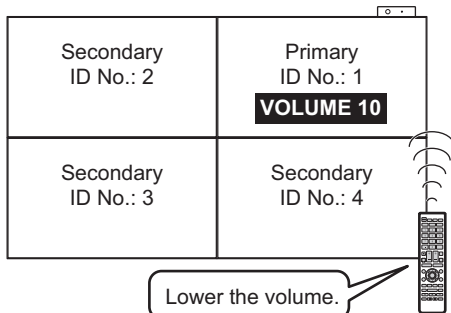 Secondary
ID No.: 2
Primary
ID No.: 1
VOLUME 10
Secondary
ID No.: 3
Secondary
ID No.: 4
Lower the volume.